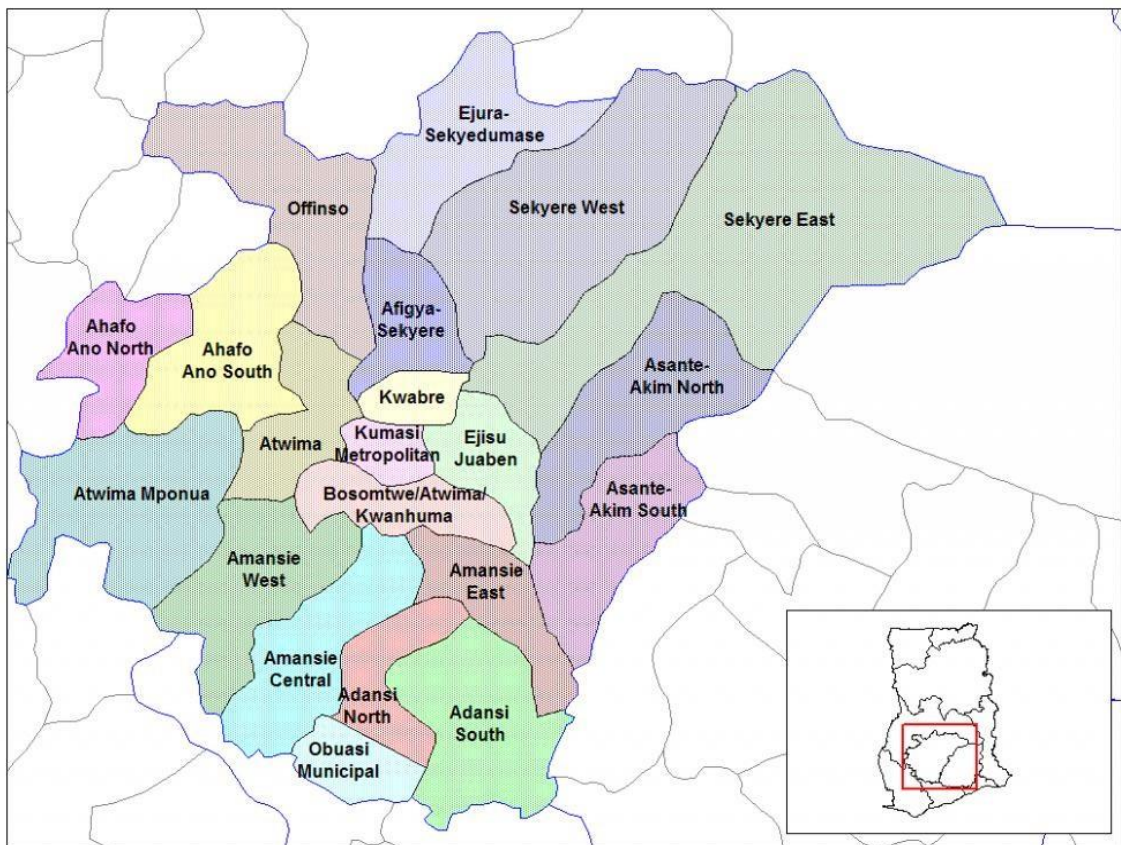 Ejura-
Sekyedumase
Offinso
Sekyere West
Sekyere East
Afigya-
Sekyere
Ahafo
Ano North
Ahafo
Ano South
Asante-
Akim North
Kwabre
Atwima
Kumasi
Metropolitan
Ejisu
Juaben
Atwima Mponua
Bosomtwe/Atwima/
Kwanhuma
Asante-
Akim South
Amansie
West
Amansie
East
Amansie
Central
Adansi
North
Adansi
South
Obuasi
Municipal